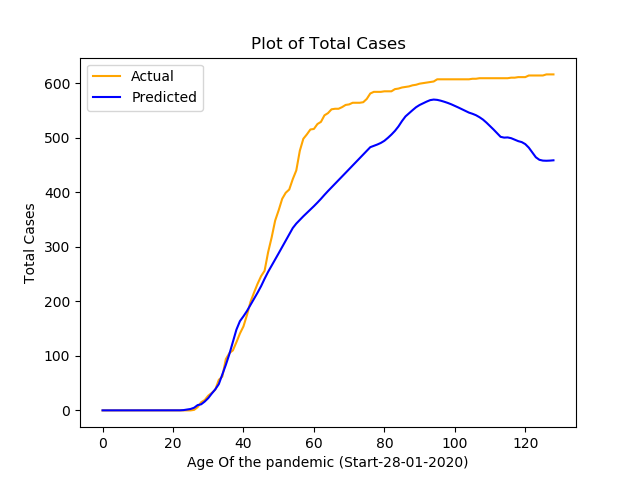 Plot of Total Cases
Actual
Predicted
Total Cases
600
500
400
300
200
100
0
0 20 40 60 80 100 120
Age Of the pandemic (Start-28-01-2020)